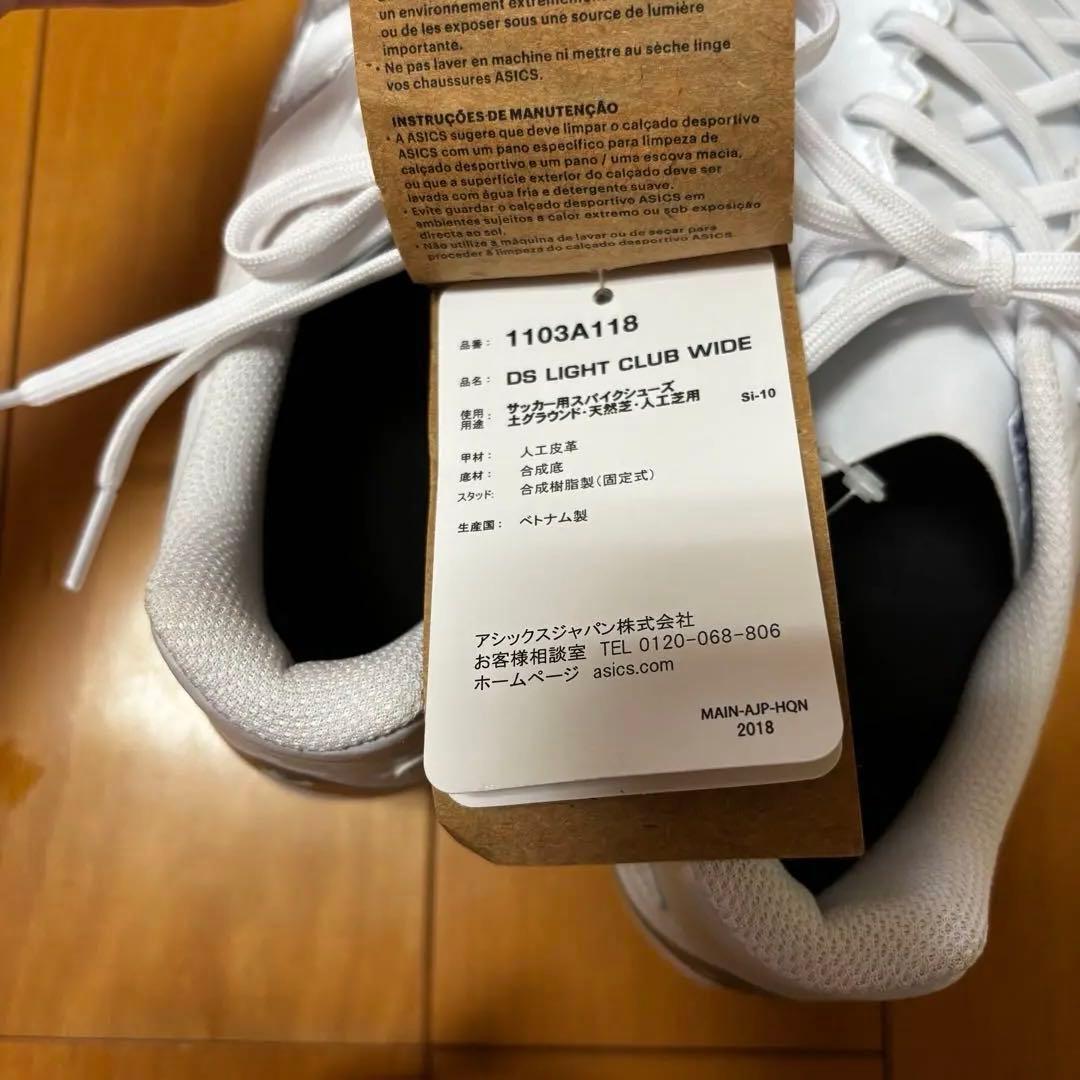 un environnement
ou de les exposer sous une source de lumière
importante.
• Ne pas laver en machine ni mettre au sèche linge
vos chaussures ASICS.
INSTRUÇÕES DE MANUTENÇÃO
• A ASICS sugere que deve limpar o calçado desportivo
ASICS com um pano específico para limpeza de
calçado desportivo e um pano / uma escova macia,
ou que a superfície exterior do calçado deve ser
lavada com água fria e detergente suave.
• Evite guardar o calçado desportivo ASICS em
ambientes sujeitos a calor extremo ou sob exposição
directa ao sol.
• Não utilize a máquina de lavar ou de secar para
proceder à limpeza do calçado desportivo ASICS
品番: 1103A118
品名: DS LIGHT CLUB WIDE
使用用途: サッカー用スパイクシューズ
土グラウンド・天然芝・人工芝用 Si-10
甲材: 人工皮革
底材: 合成底
スタッド: 合成樹脂製(固定式)
生産国: ベトナム製
アシックスジャパン株式会社
お客様相談室 TEL 0120-068-806
ホームページ asics.com
MAIN-AJP-HQN
2018